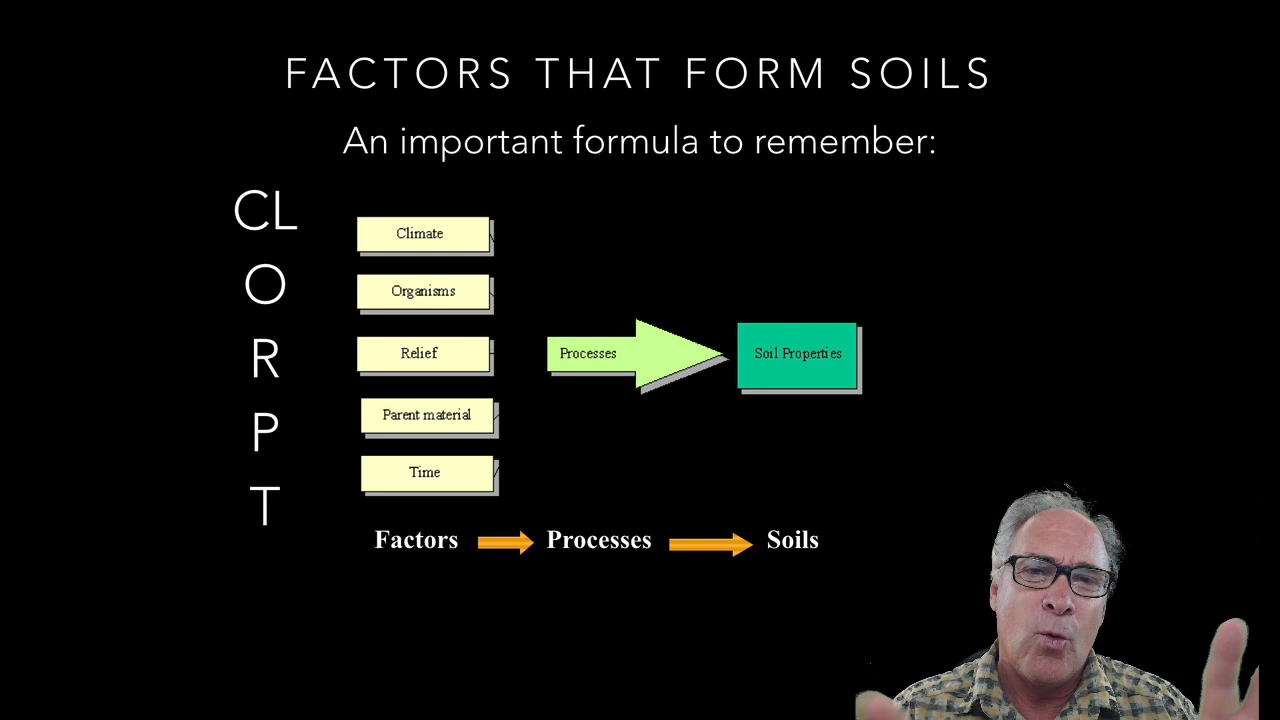 FACTORS THAT FORM SOILS
An important formula to remember:
CL
Climate
O
Organisms
R
Relief
Processes
Soil Properties
P
Parent material
T
Time
Factors Processes Soils